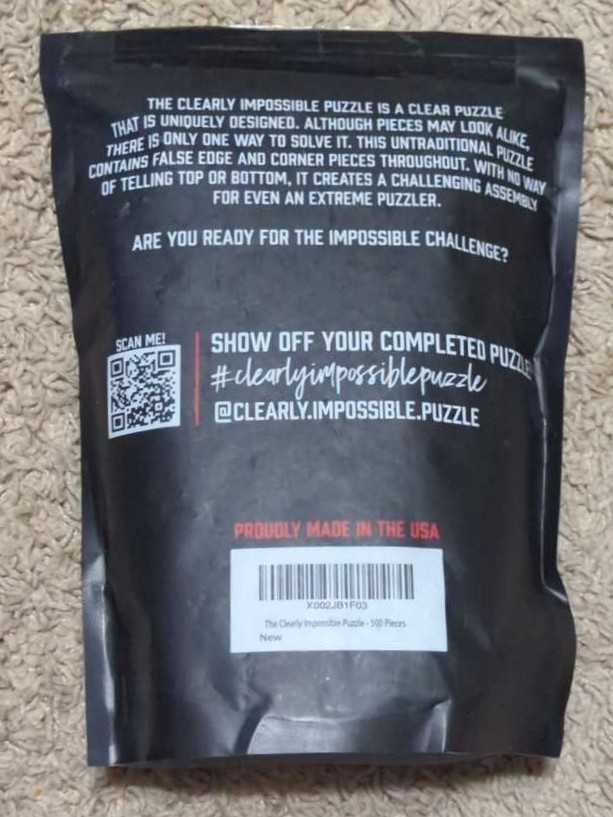 THE CLEARLY IMPOSSIBLE PUZZLE IS A CLEAR PUZZLE
THAT IS UNIQUELY DESIGNED. ALTHOUGH PIECES MAY LOOK ALIKE,
THERE IS ONLY ONE WAY TO SOLVE IT. THIS UNTRADITIONAL PUZZLE
CONTAINS FALSE EDGE AND CORNER PIECES THROUGHOUT. WITH NO WAY
OF TELLING TOP OR BOTTOM, IT CREATES A CHALLENGING ASSEMBLY
FOR EVEN AN EXTREME PUZZLER.
ARE YOU READY FOR THE IMPOSSIBLE CHALLENGE?
SCAN ME!
SHOW OFF YOUR COMPLETED PUZZLE
#clearlyimpossiblepuzzle
@CLEARLY.IMPOSSIBLE.PUZZLE
PROUDLY MADE IN THE USA
X002JB1F03
The Clearly Impossible Puzzle - 500 Pieces
New